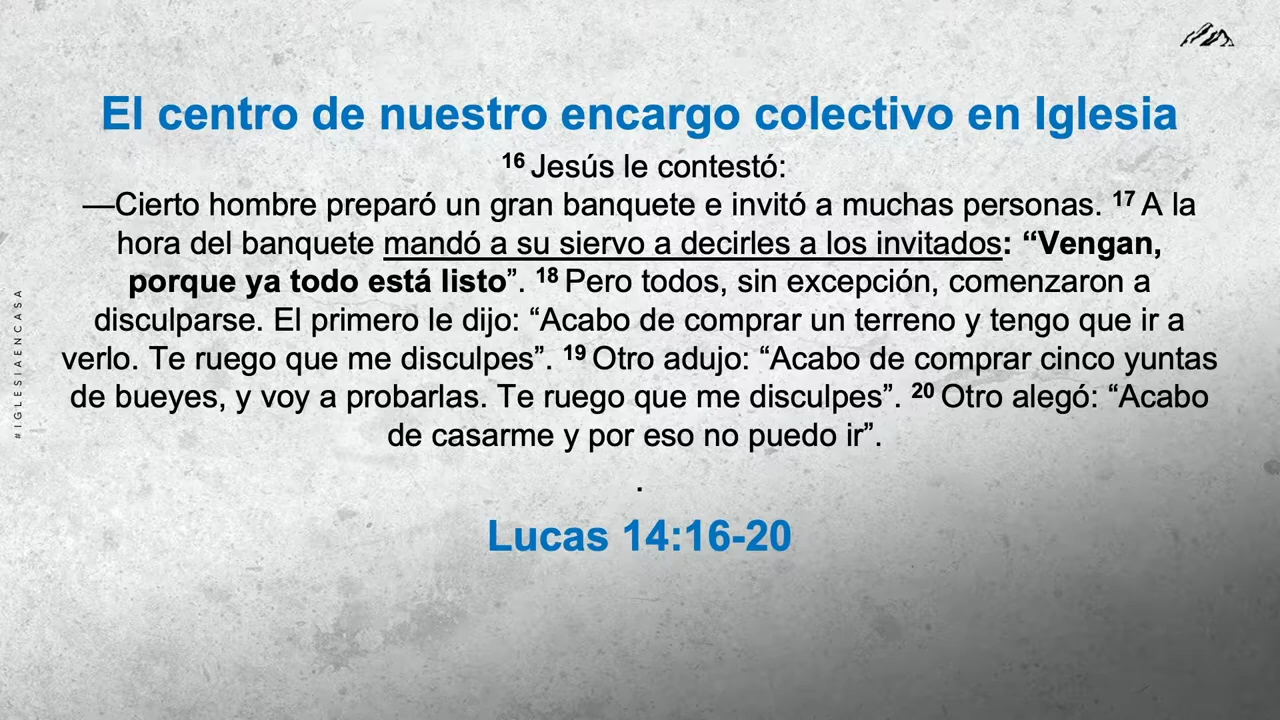 El centro de nuestro encargo colectivo en Iglesia
16 Jesús le contestó:
—Cierto hombre preparó un gran banquete e invitó a muchas personas. 17 A la
hora del banquete mandó a su siervo a decirles a los invitados: “Vengan,
porque ya todo está listo”. 18 Pero todos, sin excepción, comenzaron a
disculparse. El primero le dijo: “Acabo de comprar un terreno y tengo que ir a
verlo. Te ruego que me disculpes”. 19 Otro adujo: “Acabo de comprar cinco yuntas
de bueyes, y voy a probarlas. Te ruego que me disculpes”. 20 Otro alegó: “Acabo
de casarme y por eso no puedo ir”.
.
Lucas 14:16-20
#IGLESIAENCASA